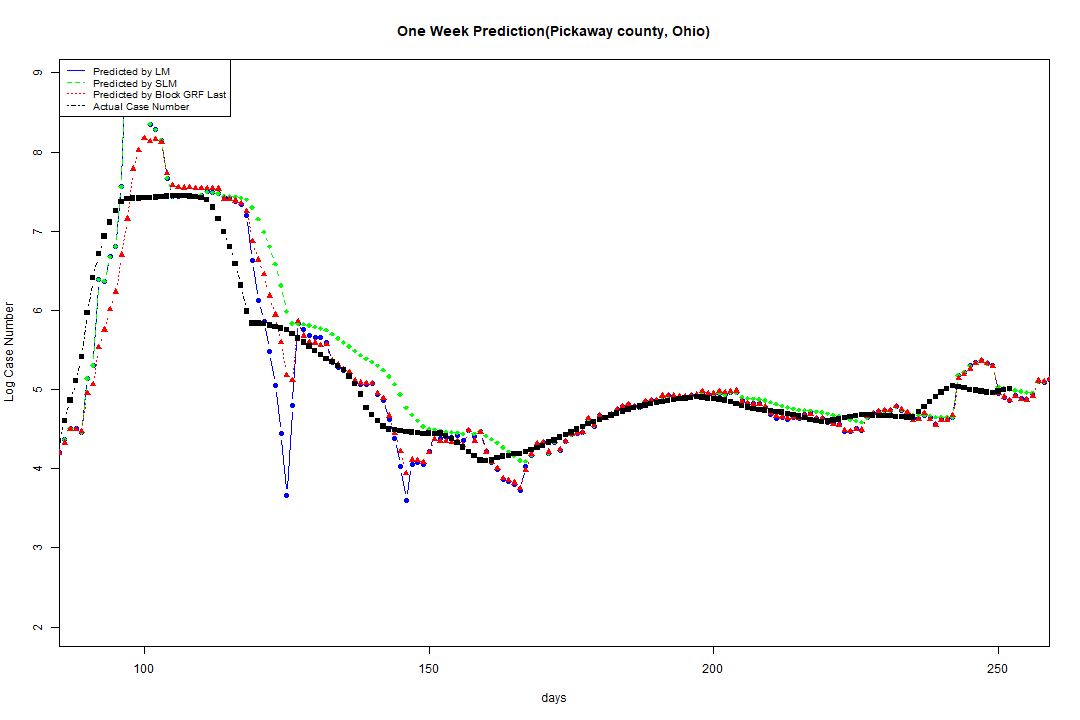 One Week Prediction(Pickaway county, Ohio)
Predicted by LM
Predicted by SLM
Predicted by Block GRF Last
Actual Case Number
9
8
7
6
5
4
3
2
Log Case Number
100 150 200 250
days